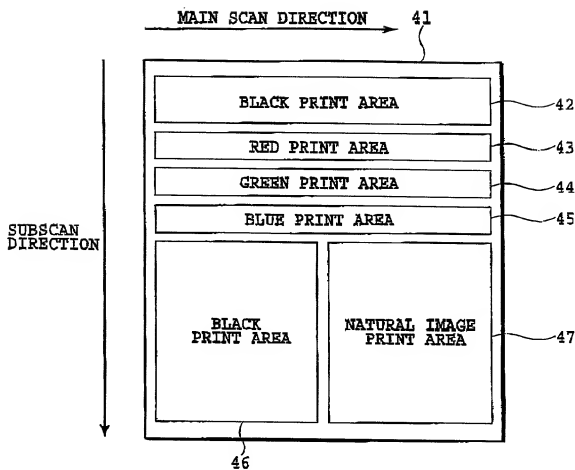 MAIN SCAN DIRECTION
41
BLACK PRINT AREA
42
RED PRINT AREA
43
GREEN PRINT AREA
44
BLUE PRINT AREA
45
SUBSCAN
DIRECTION
BLACK
PRINT AREA
NATURAL IMAGE
PRINT AREA
47
46